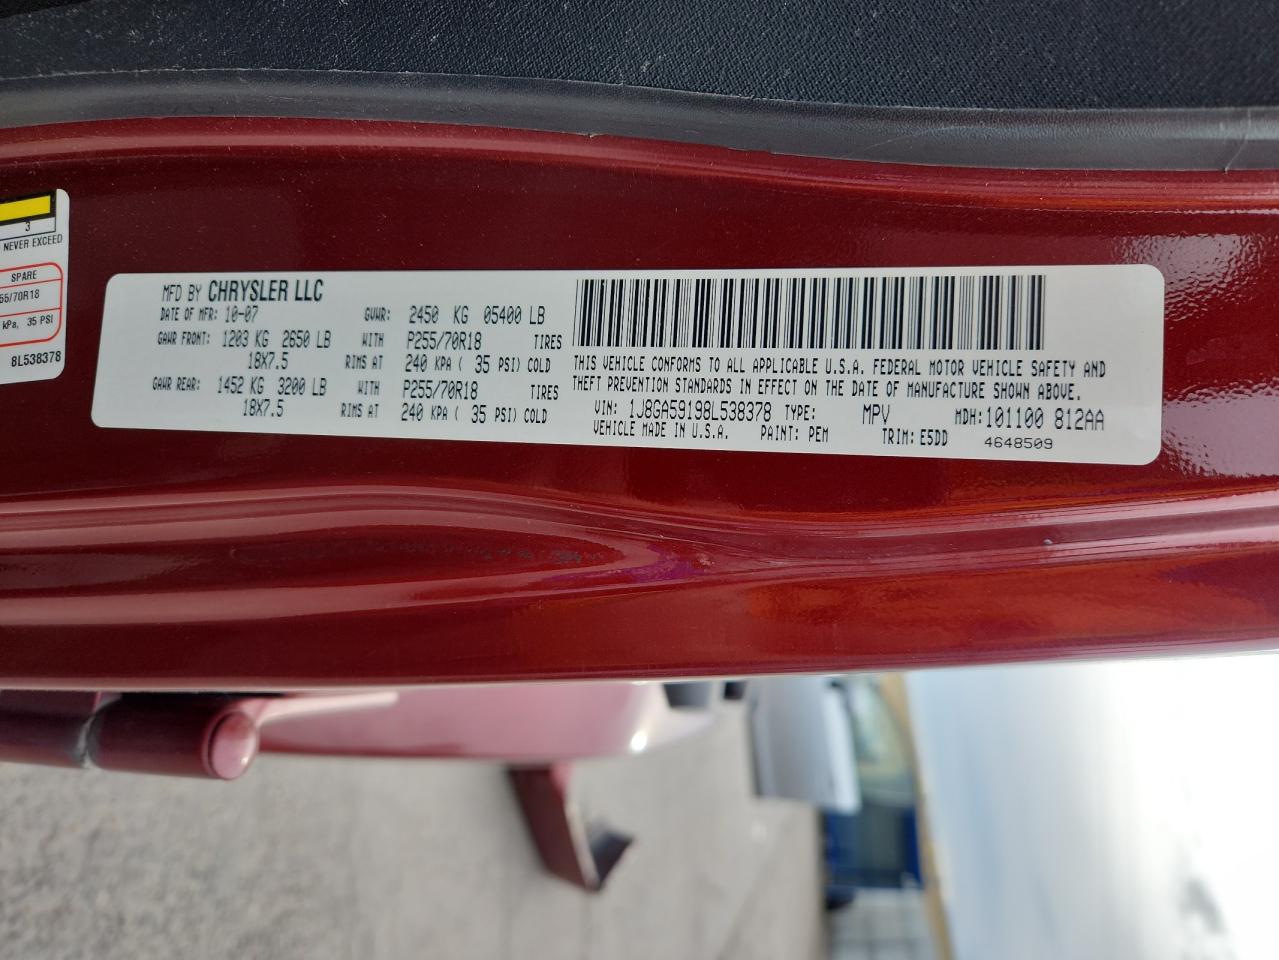 3
NEVER EXCEED
SPARE
55/70R18
kPa, 35 PSI
8L538378
MFD BY CHRYSLER LLC
DATE OF MFR: 10-07 GVWR: 2450 KG 05400 LB
GAWR FRONT: 1203 KG 2650 LB WITH P255/70R18 TIRES
18X7.5 RIMS AT 240 KPA ( 35 PSI) COLD
GAWR REAR: 1452 KG 3200 LB WITH P255/70R18 TIRES
18X7.5 RIMS AT 240 KPA ( 35 PSI) COLD
THIS VEHICLE CONFORMS TO ALL APPLICABLE U.S.A. FEDERAL MOTOR VEHICLE SAFETY AND
THEFT PREVENTION STANDARDS IN EFFECT ON THE DATE OF MANUFACTURE SHOWN ABOVE.
VIN: 1J8GA59198L538378 TYPE: MPV MDH:101100 812AA
VEHICLE MADE IN U.S.A. PAINT: PEM TRIM: E5DD 4648509